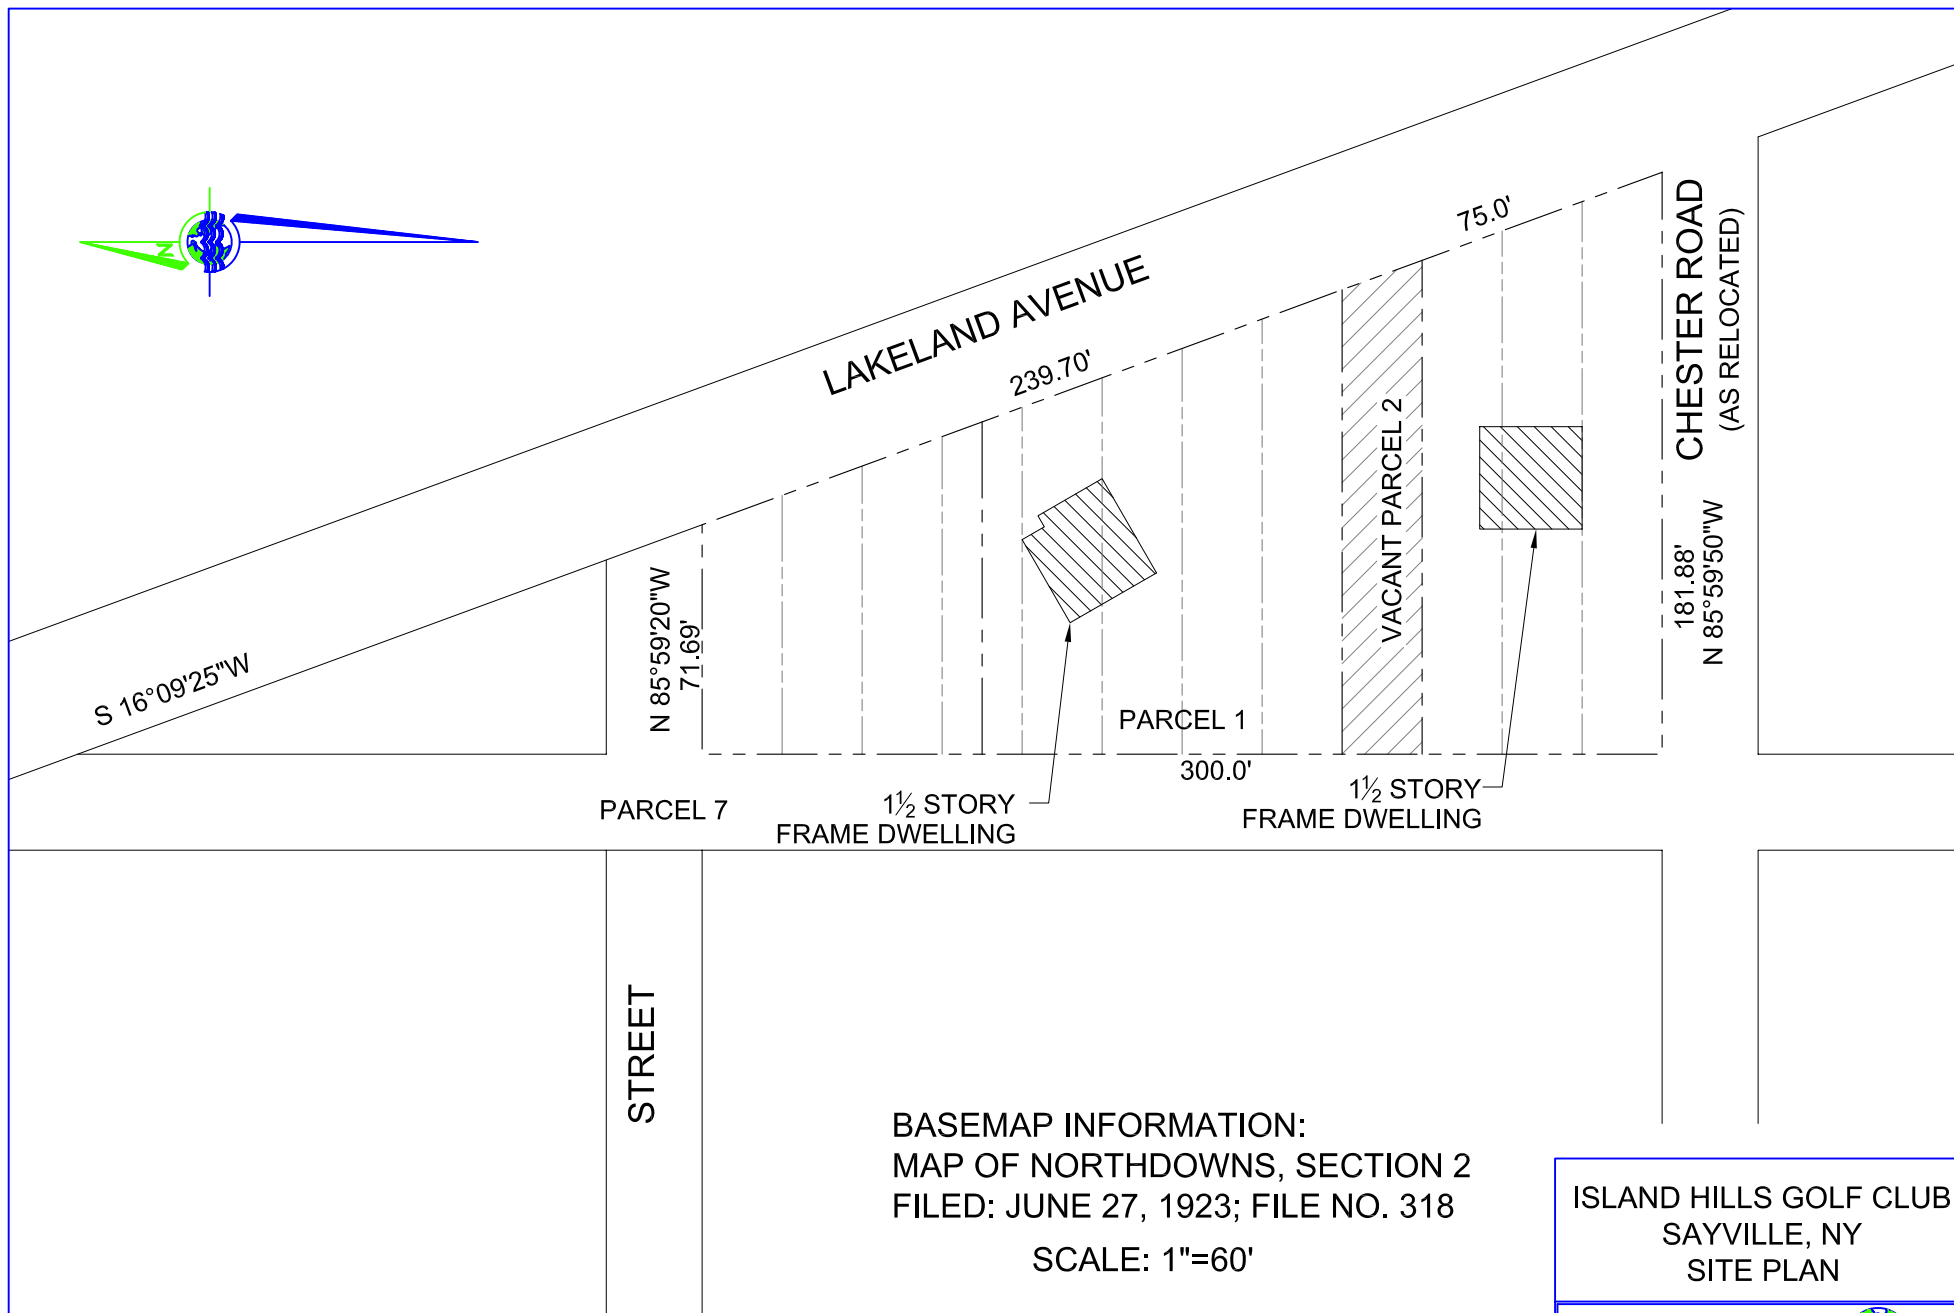 N
75.0'
CHESTER ROAD
(AS RELOCATED)
LAKELAND AVENUE
239.70'
VACANT PARCEL 2
S 16°09'25"W
N 85°59'20"W
71.69'
181.88'
N 85°59'50"W
PARCEL 1
300.0'
PARCEL 7
1½ STORY
FRAME DWELLING
1½ STORY
FRAME DWELLING
STREET
BASEMAP INFORMATION:
MAP OF NORTHDOWNS, SECTION 2
FILED: JUNE 27, 1923; FILE NO. 318
SCALE: 1"=60'
ISLAND HILLS GOLF CLUB
SAYVILLE, NY
SITE PLAN